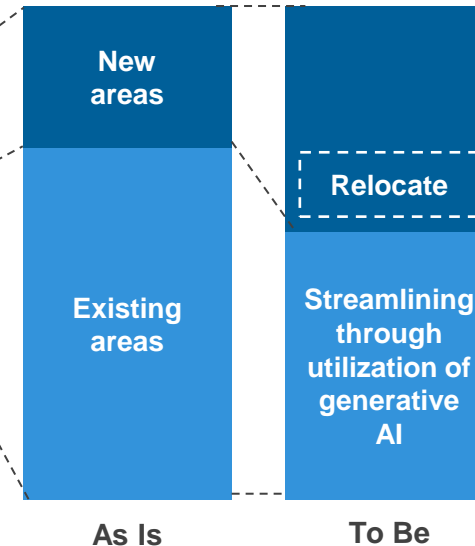 New
areas
Existing
areas
As Is
Relocate
Streamlining
through
utilization of
generative
AI
To Be